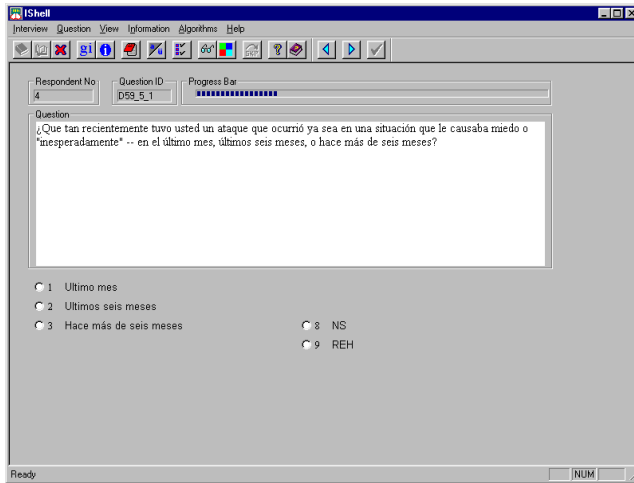 IShell
Interview Question View Information Algorithms Help
gi
SKIP
Respondent No
Question ID
Progress Bar
4
D59_5_1
Question
¿Que tan recientemente tuvo usted un ataque que ocurrió ya sea en una situación que le causaba miedo o
"inesperadamente" -- en el último mes, últimos seis meses, o hace más de seis meses?
1 Ultimo mes
2 Ultimos seis meses
3 Hace más de seis meses
8 NS
9 REH
Ready
NUM